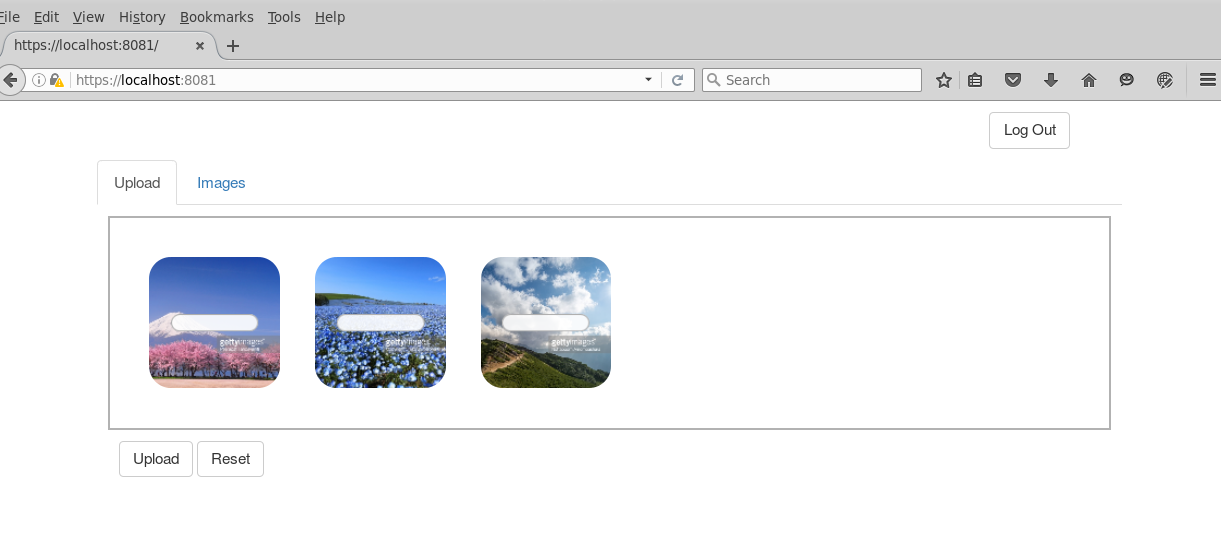 File Edit View History Bookmarks Tools Help
https://localhost:8081/
https://localhost:8081 Search
Log Out
Upload Images
gettyimages gettyimages gettyimages
Upload Reset